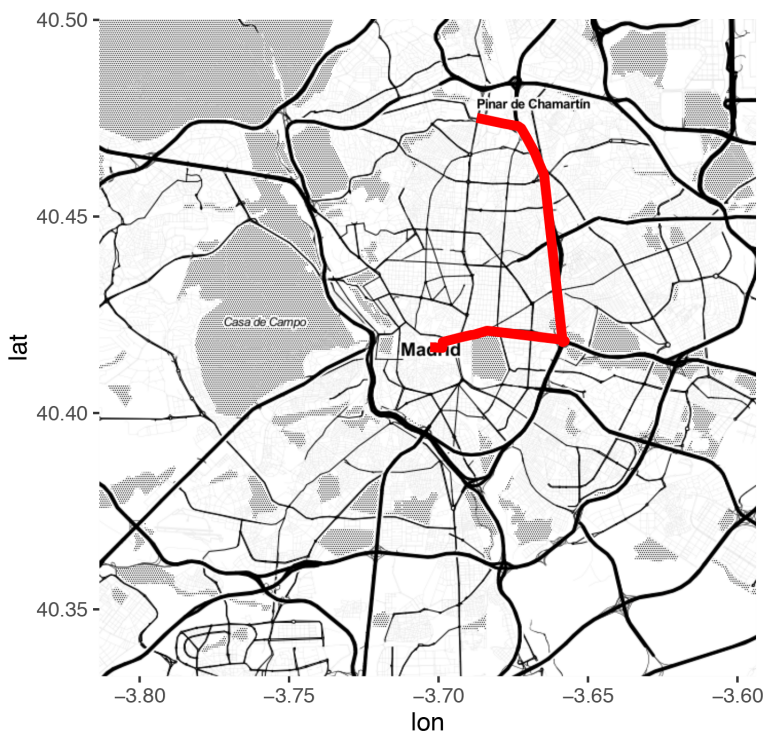 40.50
Pinar de Chamartín
40.45
lat
Casa de Campo
Madrid
40.40
40.35
−3.80 −3.75 −3.70 −3.65 −3.60
lon